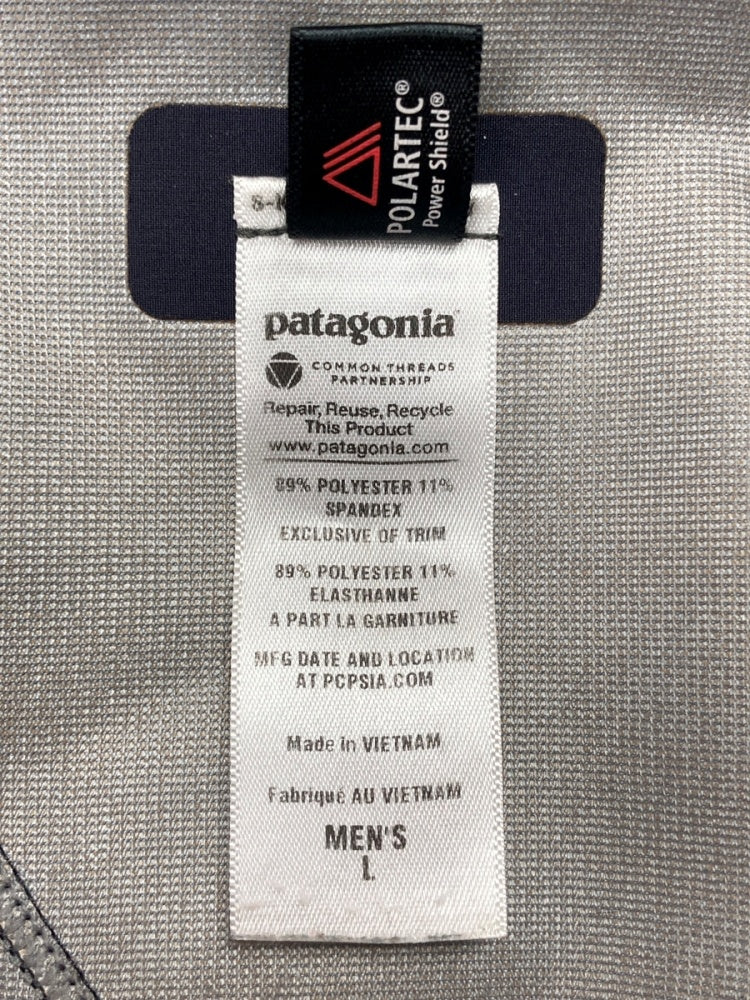 POLARTEC®
Power Shield®
patagonia
COMMON THREADS
PARTNERSHIP
Repair, Reuse, Recycle
This Product
www.patagonia.com
89% POLYESTER 11%
SPANDEX
EXCLUSIVE OF TRIM
89% POLYESTER 11%
ELASTHANNE
A PART LA GARNITURE
MFG DATE AND LOCATION
AT PCPSIA.COM
Made in VIETNAM
Fabriqué AU VIETNAM
MEN'S
L